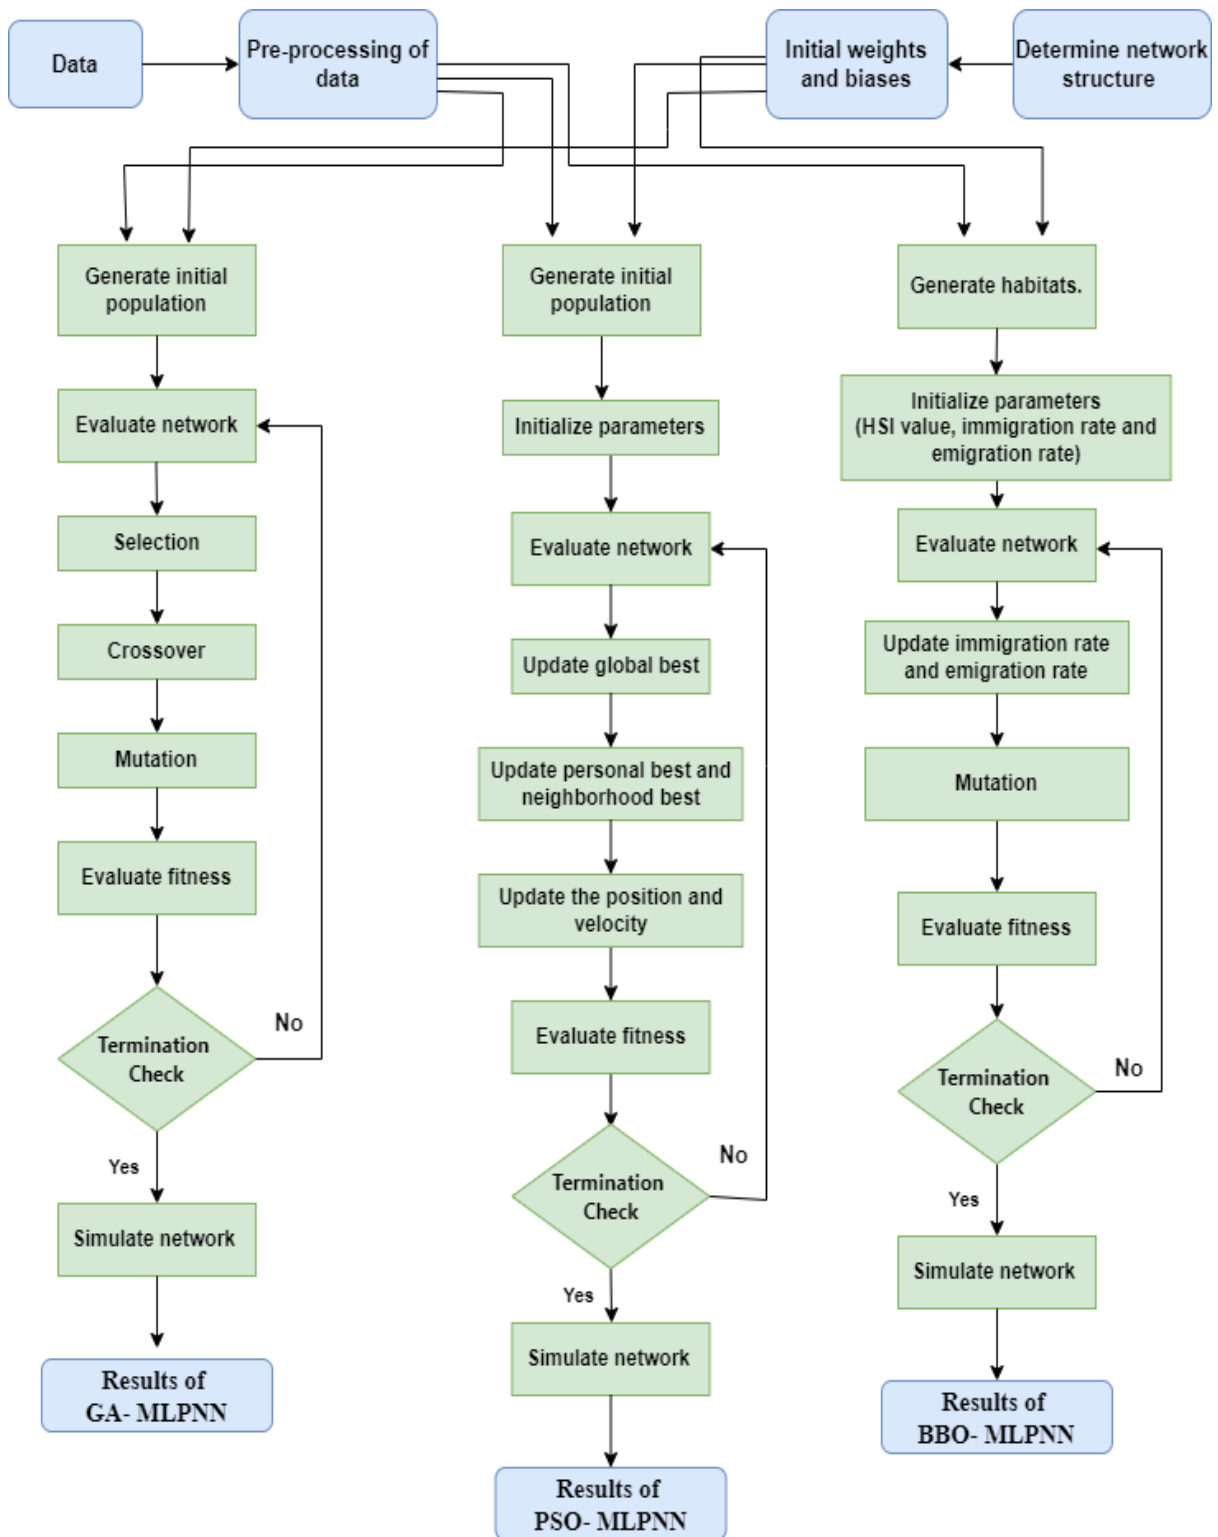 Data
Pre-processing of
data
Initial weights
and biases
Determine network
structure
Generate initial
population
Evaluate network
Selection
Crossover
Mutation
Evaluate fitness
Termination
Check
No
Yes
Simulate network
Results of
GA- MLPNN
Generate initial
population
Initialize parameters
Evaluate network
Update global best
Update personal best and
neighborhood best
Update the position and
velocity
Evaluate fitness
Termination
Check
No
Yes
Simulate network
Results of
PSO- MLPNN
Generate habitats.
Initialize parameters
(HSI value, immigration rate and
emigration rate)
Evaluate network
Update immigration rate
and emigration rate
Mutation
Evaluate fitness
Termination
Check
No
Yes
Simulate network
Results of
BBO- MLPNN